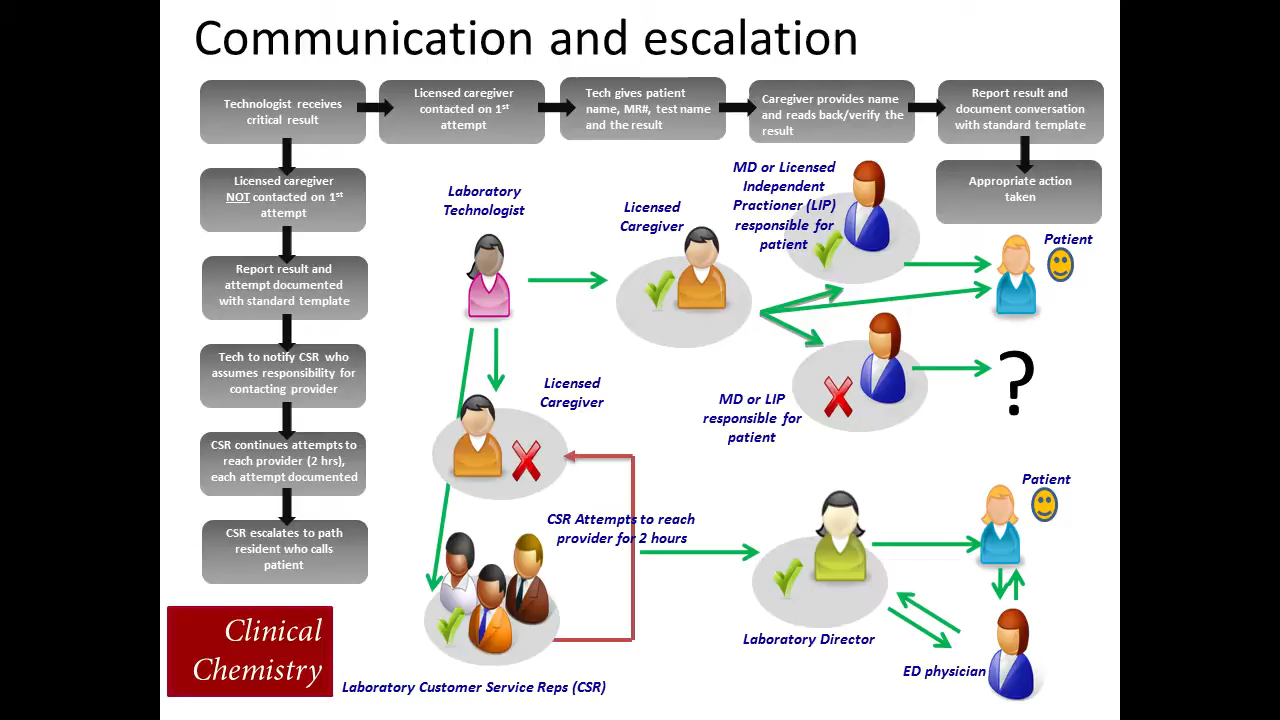 Communication and escalation
Technologist receives
critical result
Licensed caregiver
contacted on 1st
attempt
Tech gives patient
name, MR#, test name
and the result
Caregiver provides name
and reads back/verify the
result
Report result and
document conversation
with standard template
Appropriate action
taken
Licensed caregiver
NOT contacted on 1st
attempt
Report result and
attempt documented
with standard template
Tech to notify CSR who
assumes responsibility for
contacting provider
CSR continues attempts to
reach provider (2 hrs),
each attempt documented
CSR escalates to path
resident who calls
patient
Laboratory
Technologist
Licensed
Caregiver
MD or Licensed
Independent
Practioner (LIP)
responsible for
patient
Patient
Licensed
Caregiver
MD or LIP
responsible for
patient
?
CSR Attempts to reach
provider for 2 hours
Patient
Laboratory Director
ED physician
Laboratory Customer Service Reps (CSR)
Clinical
Chemistry